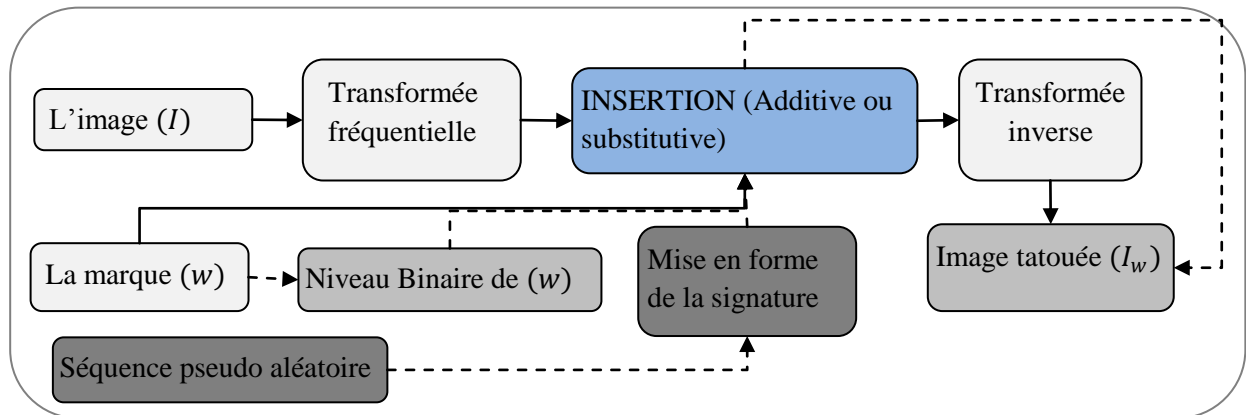 L'image (I)
Transformée
fréquentielle
INSERTION (Additive ou
substitutive)
Transformée
inverse
La marque (w)
Niveau Binaire de (w)
Mise en forme
de la signature
Image tatouée (I_w)
Séquence pseudo aléatoire